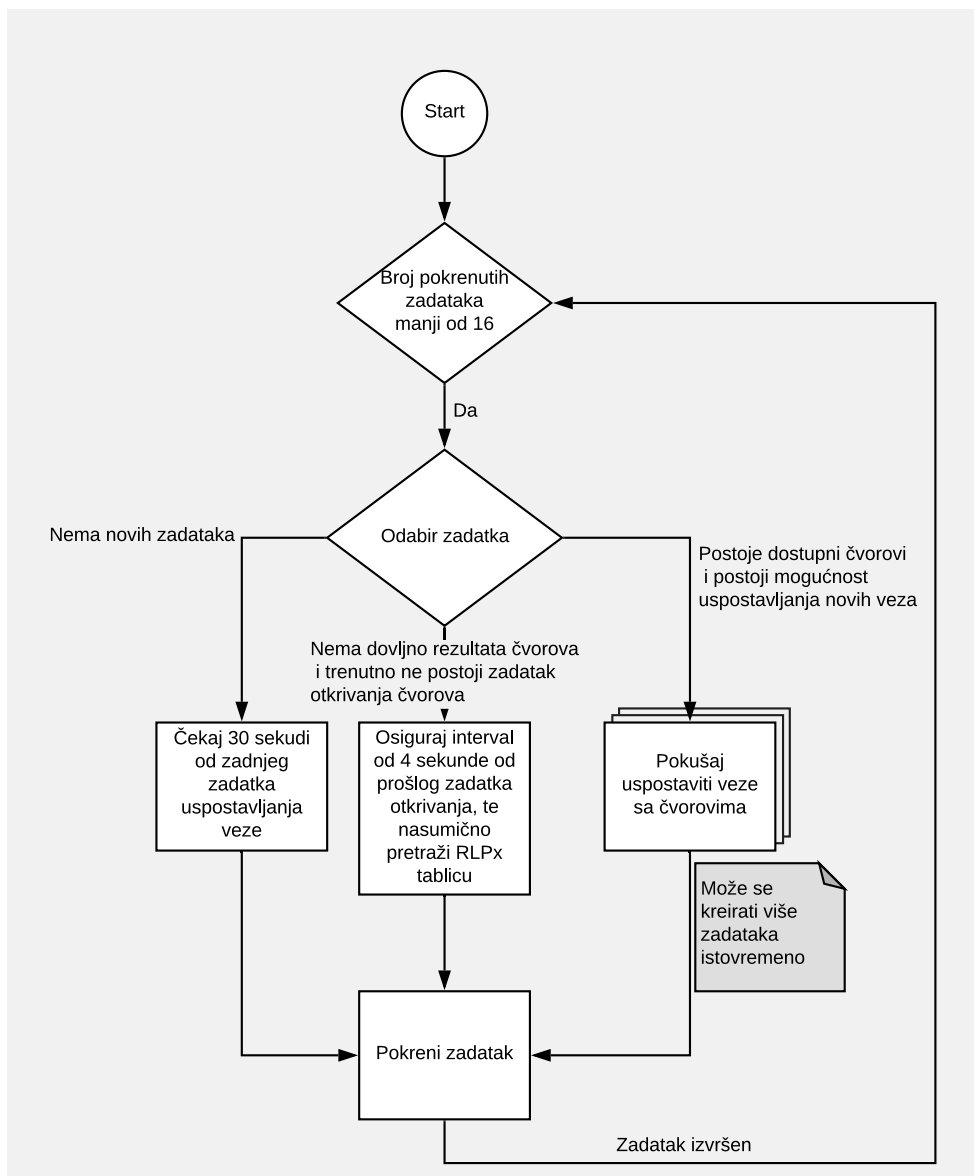 Start
Broj pokrenutih
zadataka
manji od 16
Da
Odabir zadatka
Nema novih zadataka
Postoje dostupni čvorovi
i postoji mogućnost
uspostavljanja novih veza
Nema dovljno rezultata čvorova
i trenutno ne postoji zadatak
otkrivanja čvorova
Čekaj 30 sekudi
od zadnjeg
zadatka
uspostavljanja
veze
Osiguraj interval
od 4 sekunde od
prošlog zadatka
otkrivanja, te
nasumično
pretraži RLPx
tablicu
Pokušaj
uspostaviti veze
sa čvorovima
Može se
kreirati više
zadataka
istovremeno
Pokreni zadatak
Zadatak izvršen